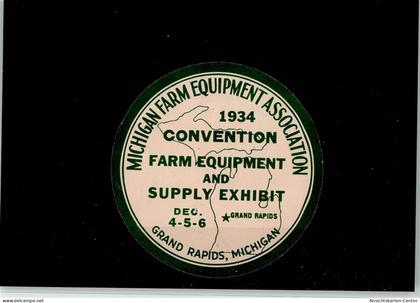 MICHIGAN FARM EQUIPMENT ASSOCIATION
1934
CONVENTION
FARM EQUIPMENT
AND
SUPPLY EXHIBIT
DEC.
4-5-6
★ GRAND RAPIDS
GRAND RAPIDS, MICHIGAN
https://www.delcampe.net
Ansichtskarten-Center